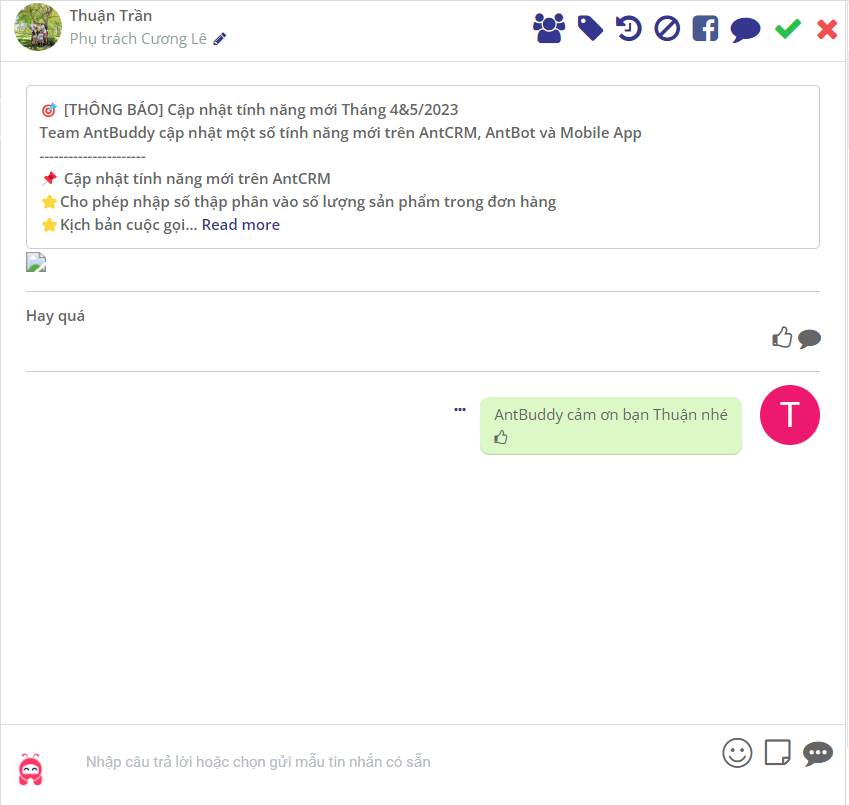 Thuận Trần
Phụ trách Cương Lê
[THÔNG BÁO] Cập nhật tính năng mới Tháng 4&5/2023
Team AntBuddy cập nhật một số tính năng mới trên AntCRM, AntBot và Mobile App
----------------------
📌 Cập nhật tính năng mới trên AntCRM
⭐Cho phép nhập số thập phân vào số lượng sản phẩm trong đơn hàng
⭐Kịch bản cuộc gọi... Read more
Hay quá
AntBuddy cảm ơn bạn Thuận nhé
T
Nhập câu trả lời hoặc chọn gửi mẫu tin nhắn có sẵn